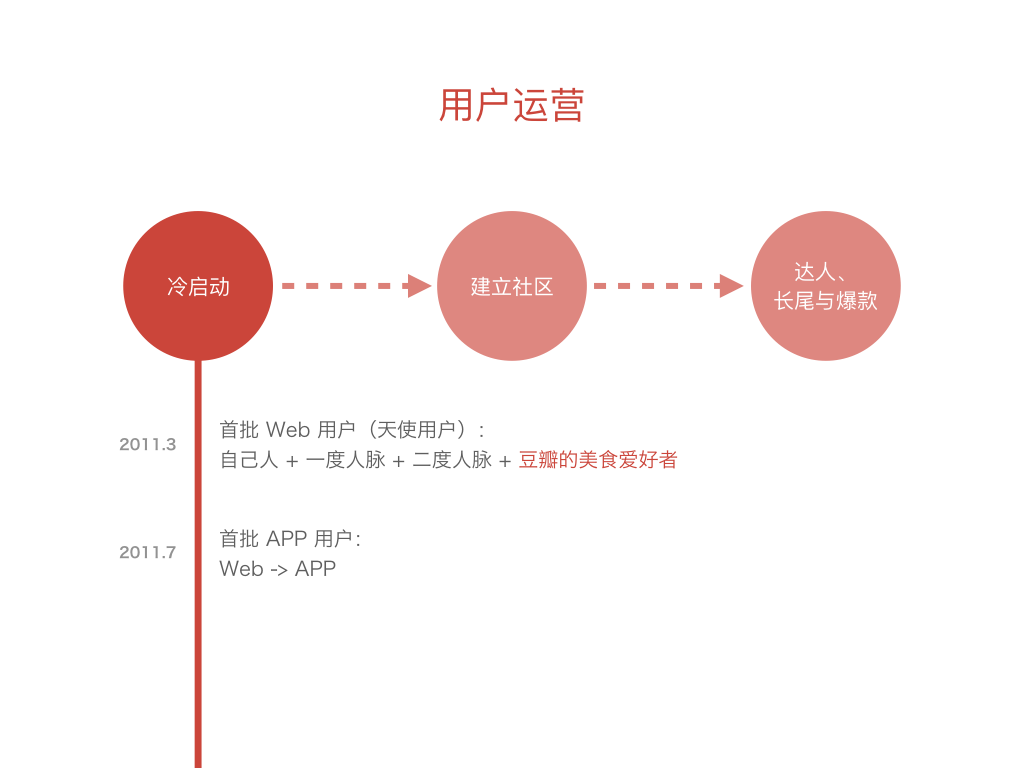 用户运营
冷启动
建立社区
达人、
长尾与爆款
2011.3
首批 Web 用户（天使用户）:
自己人 + 一度人脉 + 二度人脉 + 豆瓣的美食爱好者
2011.7
首批 APP 用户:
Web -> APP